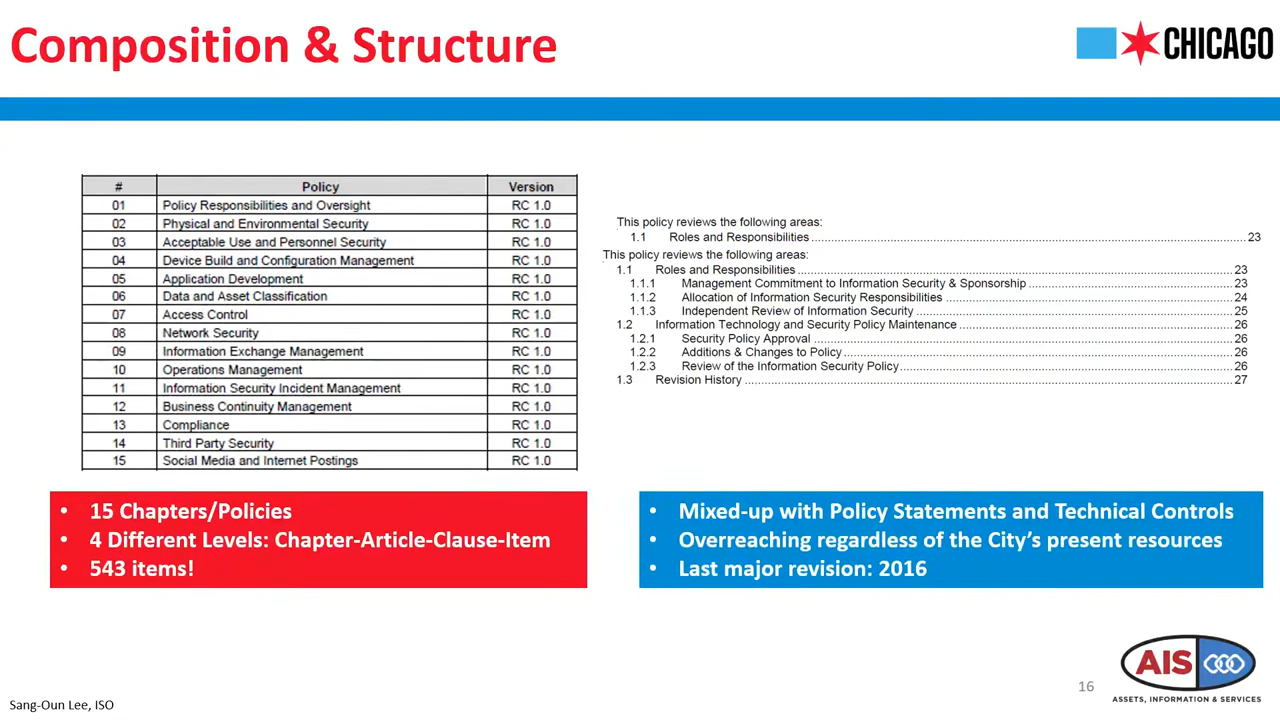 Composition & Structure
CHICAGO
# Policy Version
01 Policy Responsibilities and Oversight RC 1.0
02 Physical and Environmental Security RC 1.0
03 Acceptable Use and Personnel Security RC 1.0
04 Device Build and Configuration Management RC 1.0
05 Application Development RC 1.0
06 Data and Asset Classification RC 1.0
07 Access Control RC 1.0
08 Network Security RC 1.0
09 Information Exchange Management RC 1.0
10 Operations Management RC 1.0
11 Information Security Incident Management RC 1.0
12 Business Continuity Management RC 1.0
13 Compliance RC 1.0
14 Third Party Security RC 1.0
15 Social Media and Internet Postings RC 1.0
This policy reviews the following areas:
1.1 Roles and Responsibilities 23
This policy reviews the following areas:
1.1 Roles and Responsibilities 23
1.1.1 Management Commitment to Information Security & Sponsorship 23
1.1.2 Allocation of Information Security Responsibilities 24
1.1.3 Independent Review of Information Security 25
1.2 Information Technology and Security Policy Maintenance 26
1.2.1 Security Policy Approval 26
1.2.2 Additions & Changes to Policy 26
1.2.3 Review of the Information Security Policy 26
1.3 Revision History 27
• 15 Chapters/Policies
• 4 Different Levels: Chapter-Article-Clause-Item
• 543 items!
• Mixed-up with Policy Statements and Technical Controls
• Overreaching regardless of the City's present resources
• Last major revision: 2016
16
AIS
ASSETS, INFORMATION & SERVICES
Sang-Oun Lee, ISO